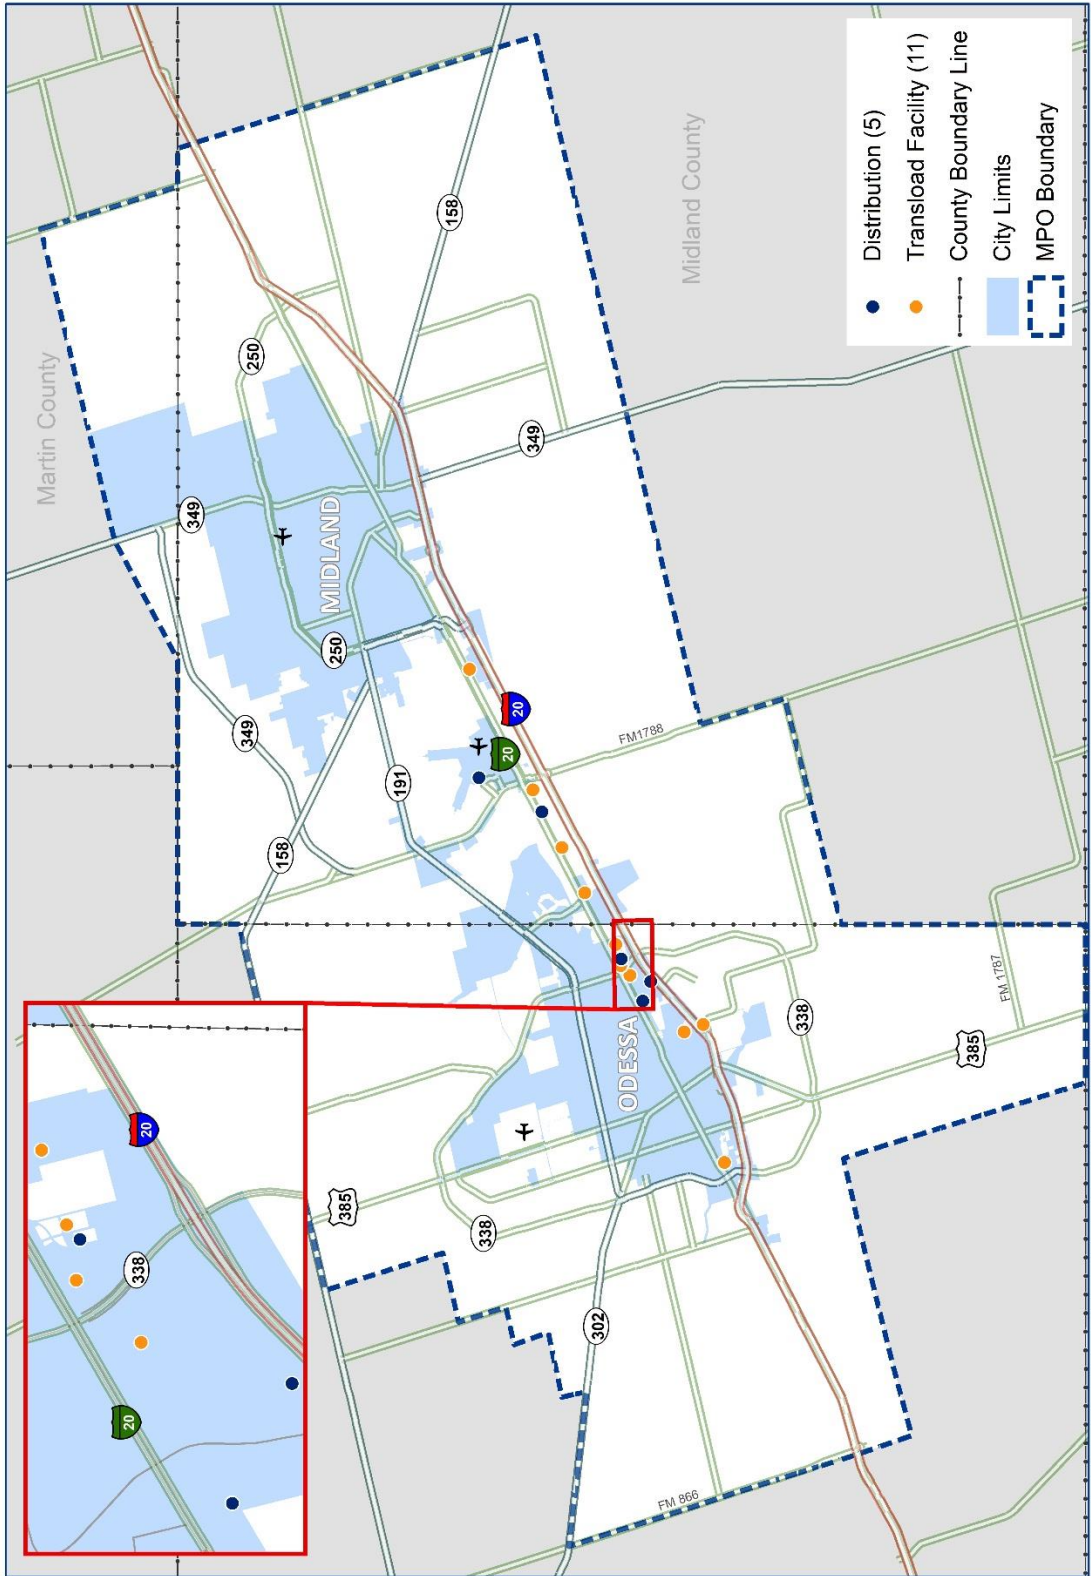 Martin County
Midland County
MIDLAND
ODESSA
349
250
158
349
349
250
20
20
191
158
FM1788
338
385
FM 1787
338
385
302
FM 866
20
338
20
Distribution (5)
Transload Facility (11)
County Boundary Line
City Limits
MPO Boundary